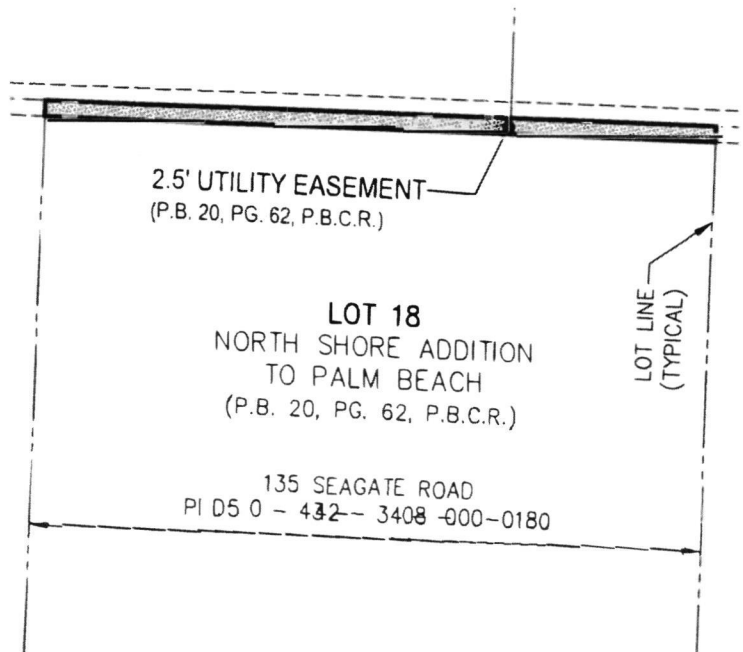 2.5' UTILITY EASEMENT
(P.B. 20, PG. 62, P.B.C.R.)
LOT LINE
(TYPICAL)
LOT 18
NORTH SHORE ADDITION
TO PALM BEACH
(P.B. 20, PG. 62, P.B.C.R.)
135 SEAGATE ROAD